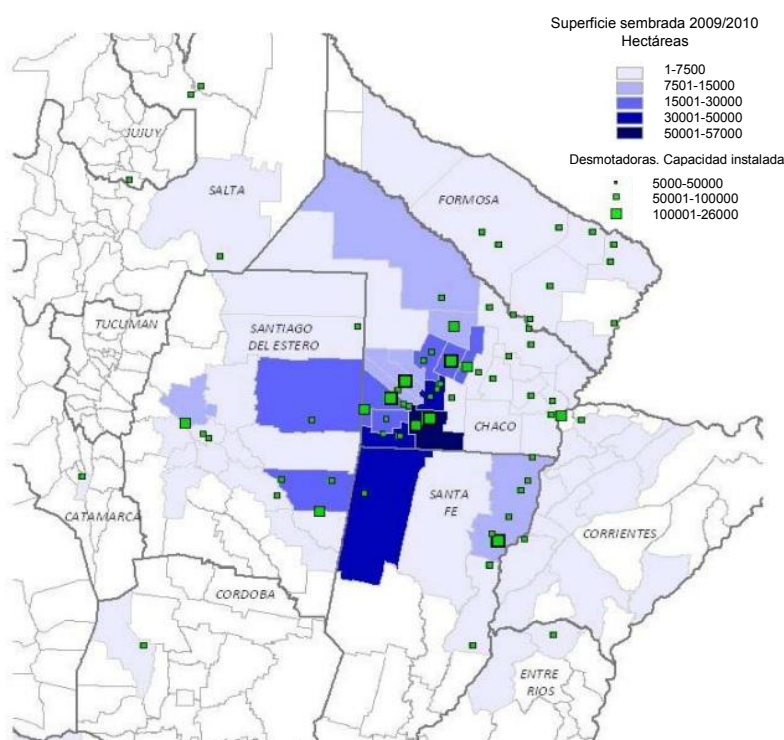 Superficie sembrada 2009/2010
Hectáreas
1-7500
7501-15000
15001-30000
30001-50000
50001-57000
Desmotadoras. Capacidad instalada
5000-50000
50001-100000
100001-26000
JUJUY
SALTA
FORMOSA
TUCUMAN
SANTIAGO
DEL ESTERO
CHACO
SANTA
FE
CATAMARCA
CORRIENTES
CORDOBA
ENTRE
RIOS